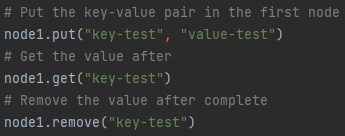 # Put the key-value pair in the first node
node1.put("key-test", "value-test")
# Get the value after
node1.get("key-test")
# Remove the value after complete
node1.remove("key-test")